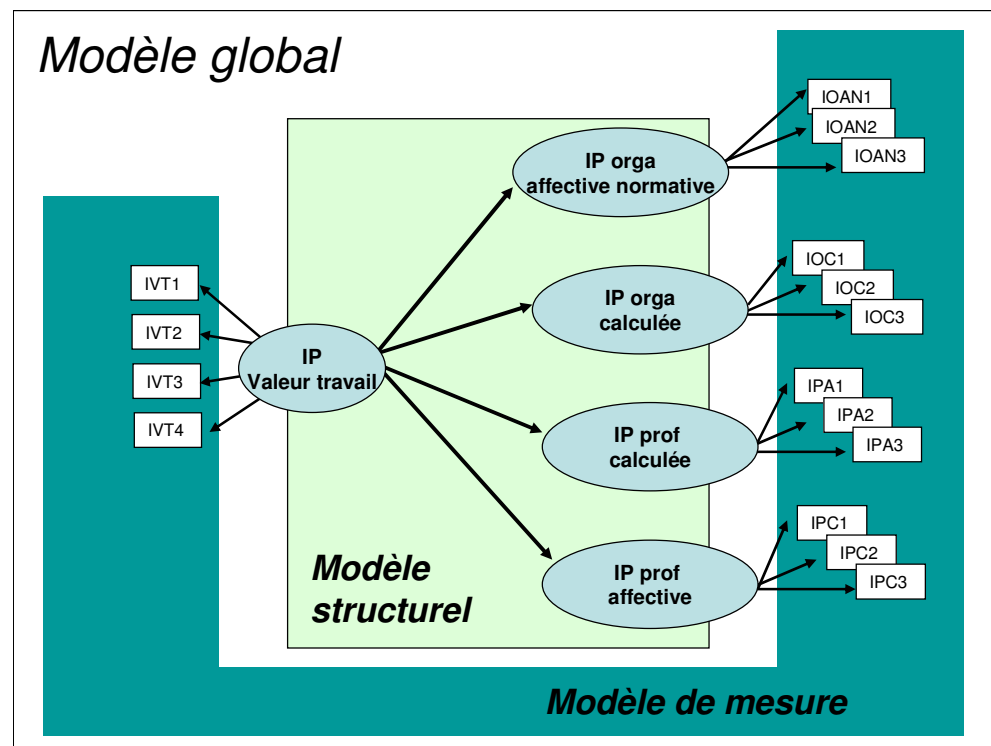 Modèle global
IOAN1
IOAN2
IOAN3
IP orga
affective normative
IOC1
IOC2
IOC3
IP orga
calculée
IVT1
IVT2
IVT3
IVT4
IP
Valeur travail
IPA1
IPA2
IPA3
IP prof
calculée
IPC1
IPC2
IPC3
IP prof
affective
Modèle
structurel
Modèle de mesure